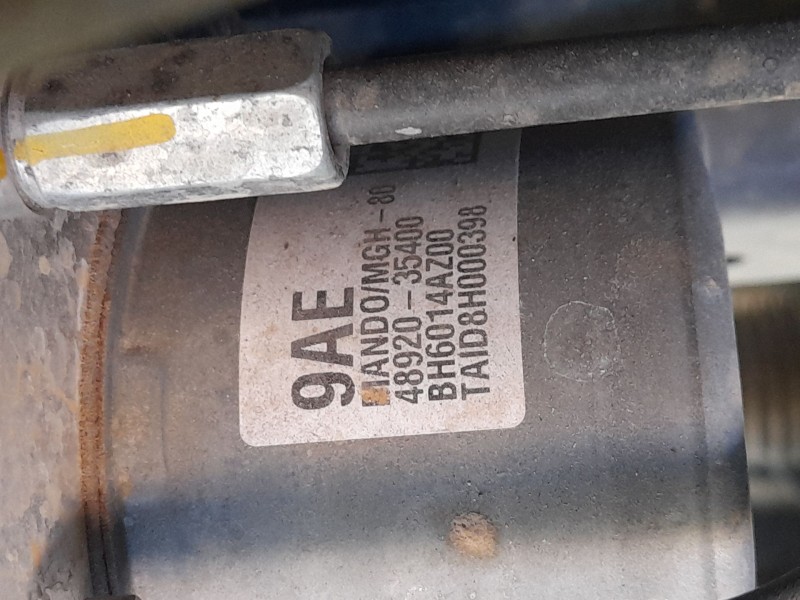 9AE
MANDO/MGH-80
48920-35400
BH6014AZ00
TAID8H000398